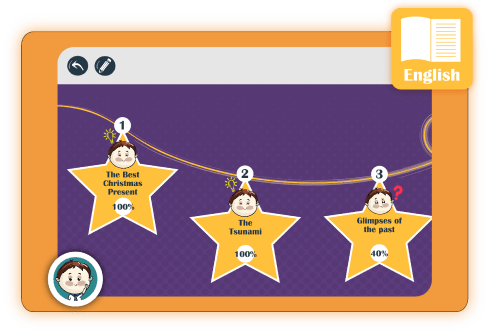 English
1
The Best
Christmas
Present
100%
2
The
Tsunami
100%
3
?
Glimpses of
the past
40%